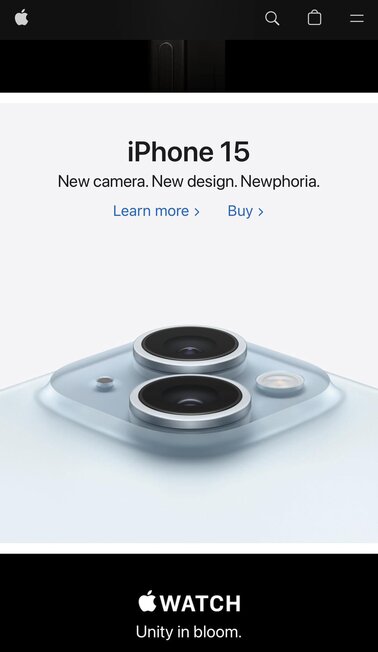 iPhone 15
New camera. New design. Newphoria.
Learn more >
Buy >
WATCH
Unity in bloom.